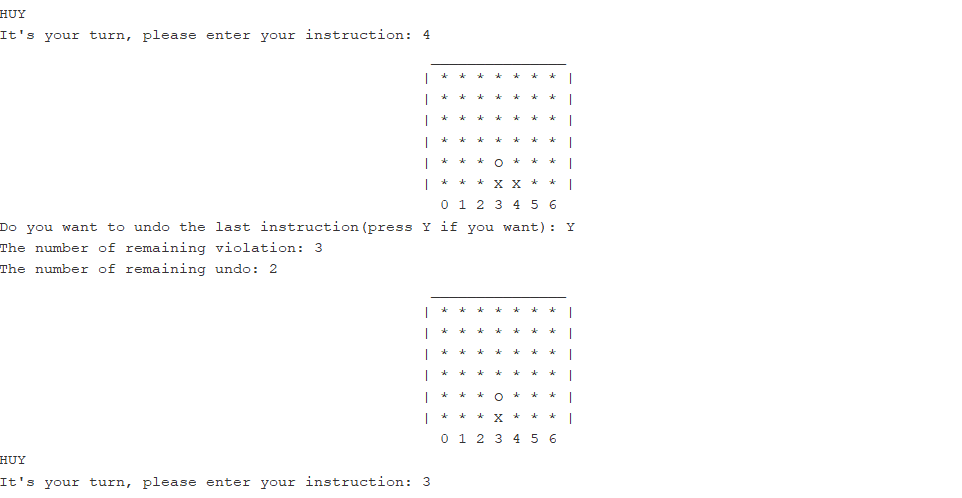 HUY
It's your turn, please enter your instruction: 4
| * * * * * * * |
| * * * * * * * |
| * * * * * * * |
| * * * * * * * |
| * * * O * * * |
| * * * X X * * |
0 1 2 3 4 5 6
Do you want to undo the last instruction(press Y if you want): Y
The number of remaining violation: 3
The number of remaining undo: 2
| * * * * * * * |
| * * * * * * * |
| * * * * * * * |
| * * * * * * * |
| * * * O * * * |
| * * * X * * * |
0 1 2 3 4 5 6
HUY
It's your turn, please enter your instruction: 3